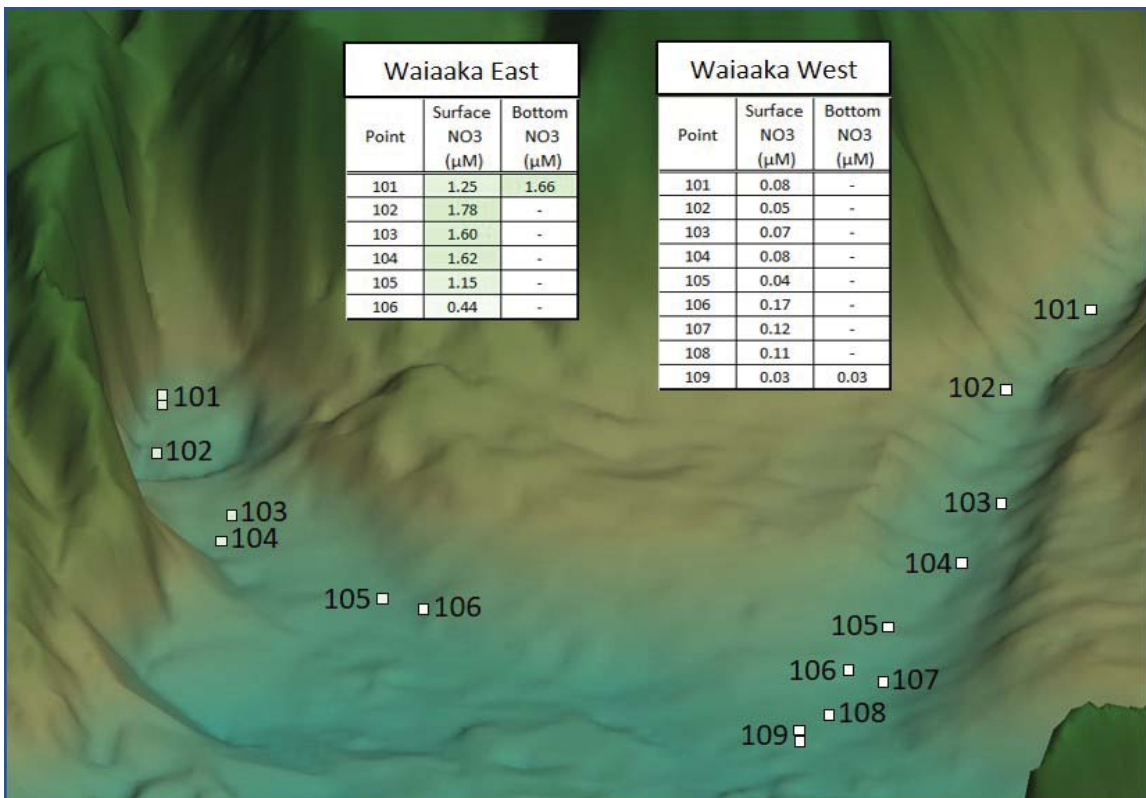 Waiaaka East
Point Surface NO3 (µM) Bottom NO3 (µM)
101 1.25 1.66
102 1.78 -
103 1.60 -
104 1.62 -
105 1.15 -
106 0.44 -
Waiaaka West
Point Surface NO3 (µM) Bottom NO3 (µM)
101 0.08 -
102 0.05 -
103 0.07 -
104 0.08 -
105 0.04 -
106 0.17 -
107 0.12 -
108 0.11 -
109 0.03 0.03
101
102
103
104
105
106
101
102
103
104
105
106
107
108
109